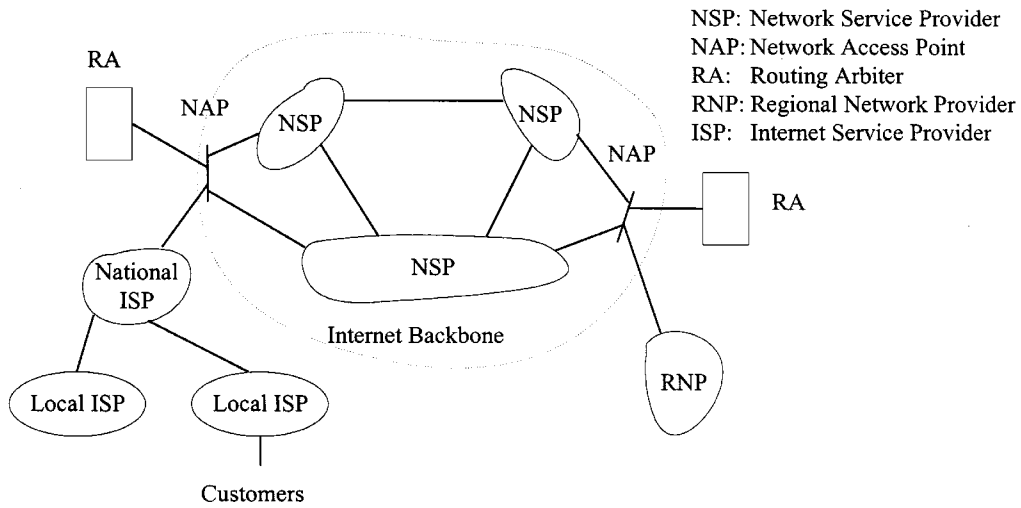 NSP: Network Service Provider
NAP: Network Access Point
RA: Routing Arbiter
RNP: Regional Network Provider
ISP: Internet Service Provider
RA
NAP
NSP
NSP
NAP
RA
NSP
National
ISP
Internet Backbone
RNP
Local ISP
Local ISP
Customers